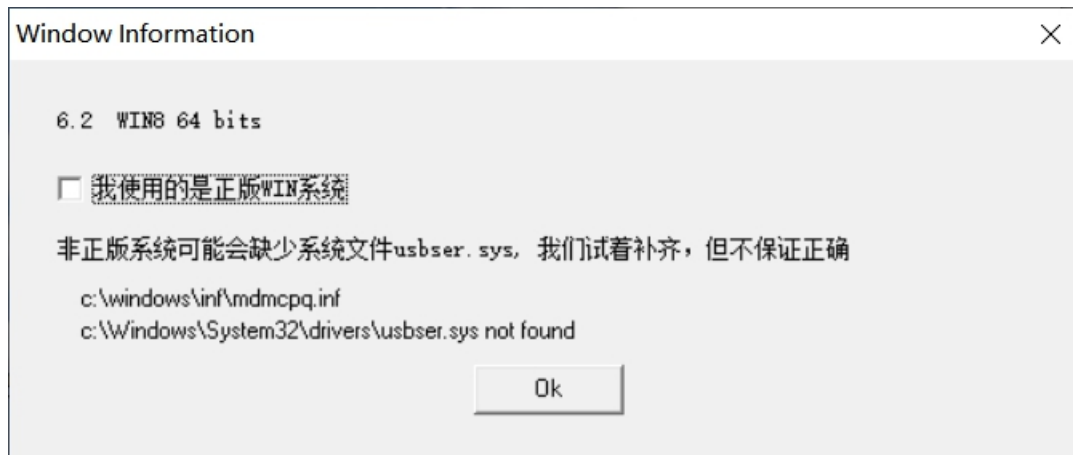 Window Information
6.2 WIN8 64 bits
我使用的是正版WIN系统
非正版系统可能会缺少系统文件usbser.sys, 我们试着补齐，但不保证正确
c:\windows\inf\mdmcpq.inf
c:\Windows\System32\drivers\usbser.sys not found
Ok